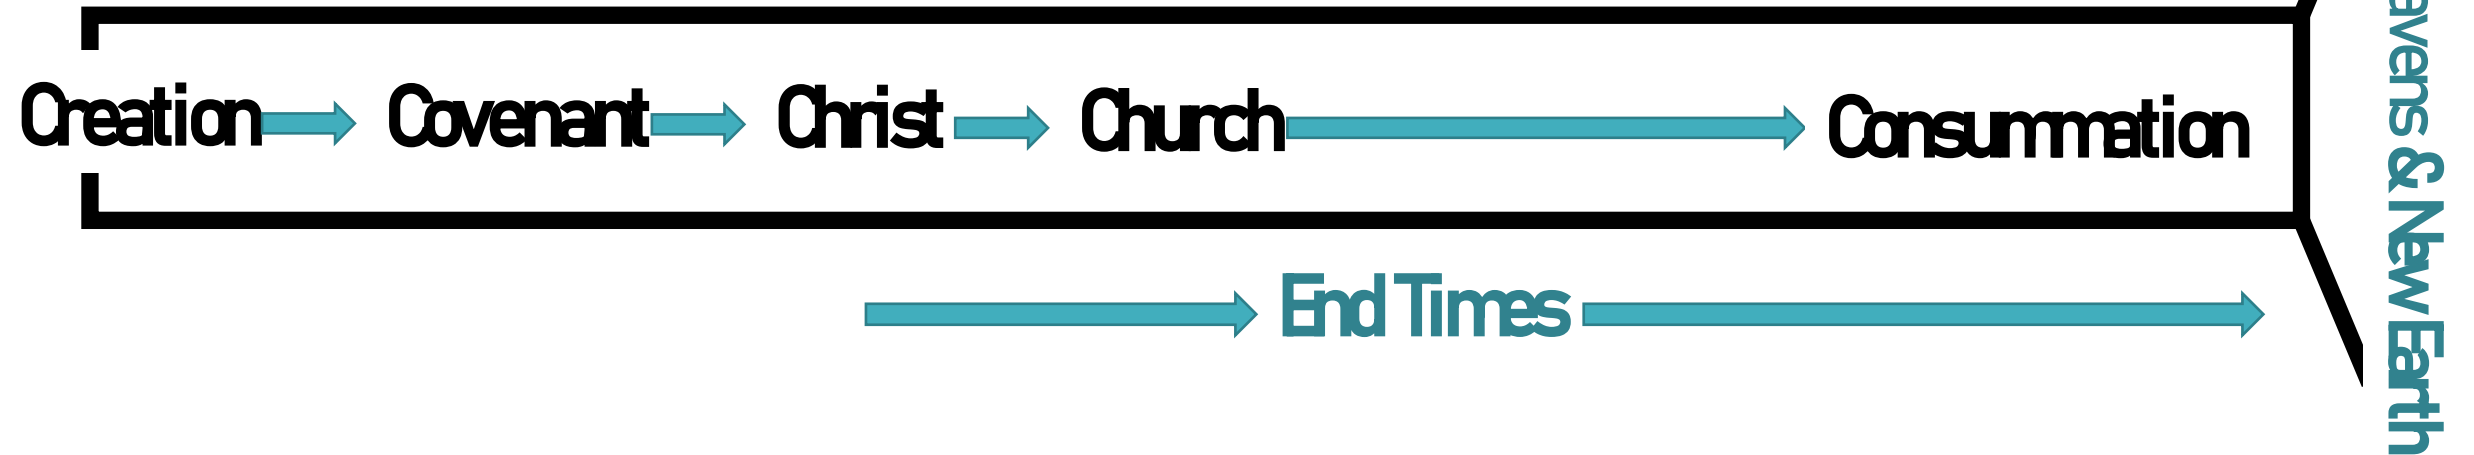 Creation Covenant Christ Church Consummation
End Times
avens & New Earth